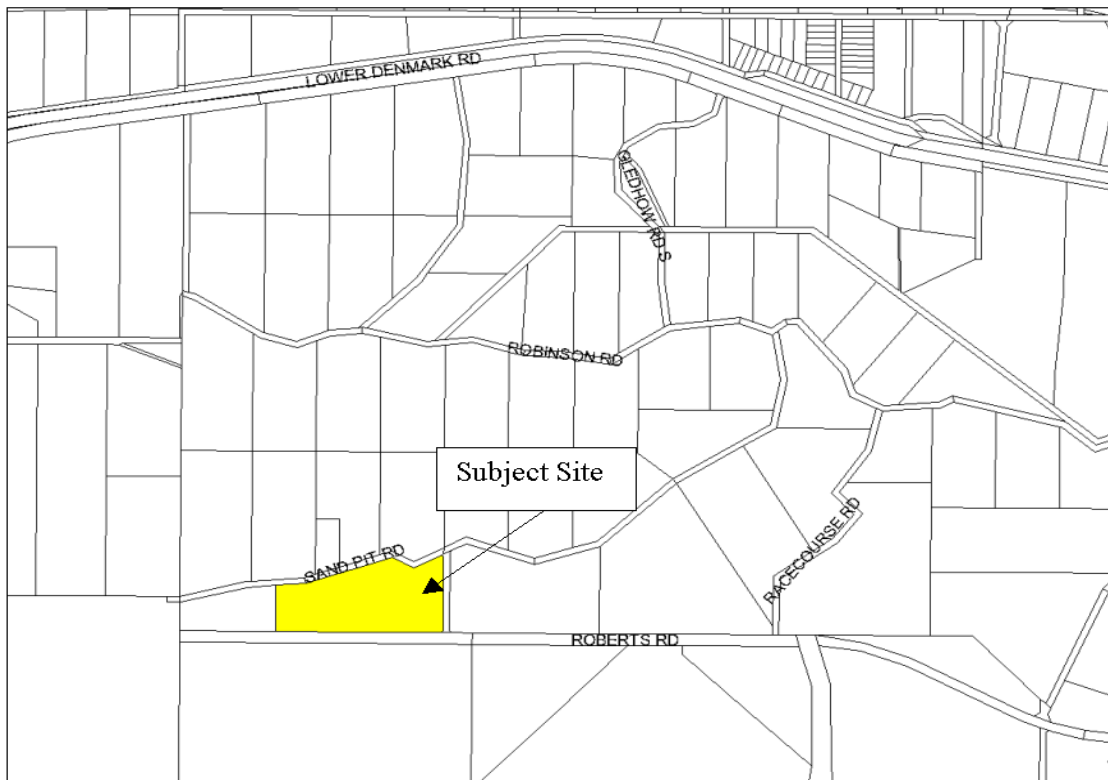 LOWER DENMARK RD
GLEDHOW RD S
ROBINSON RD
Subject Site
SAND PIT RD
RACECOURSE RD
ROBERTS RD